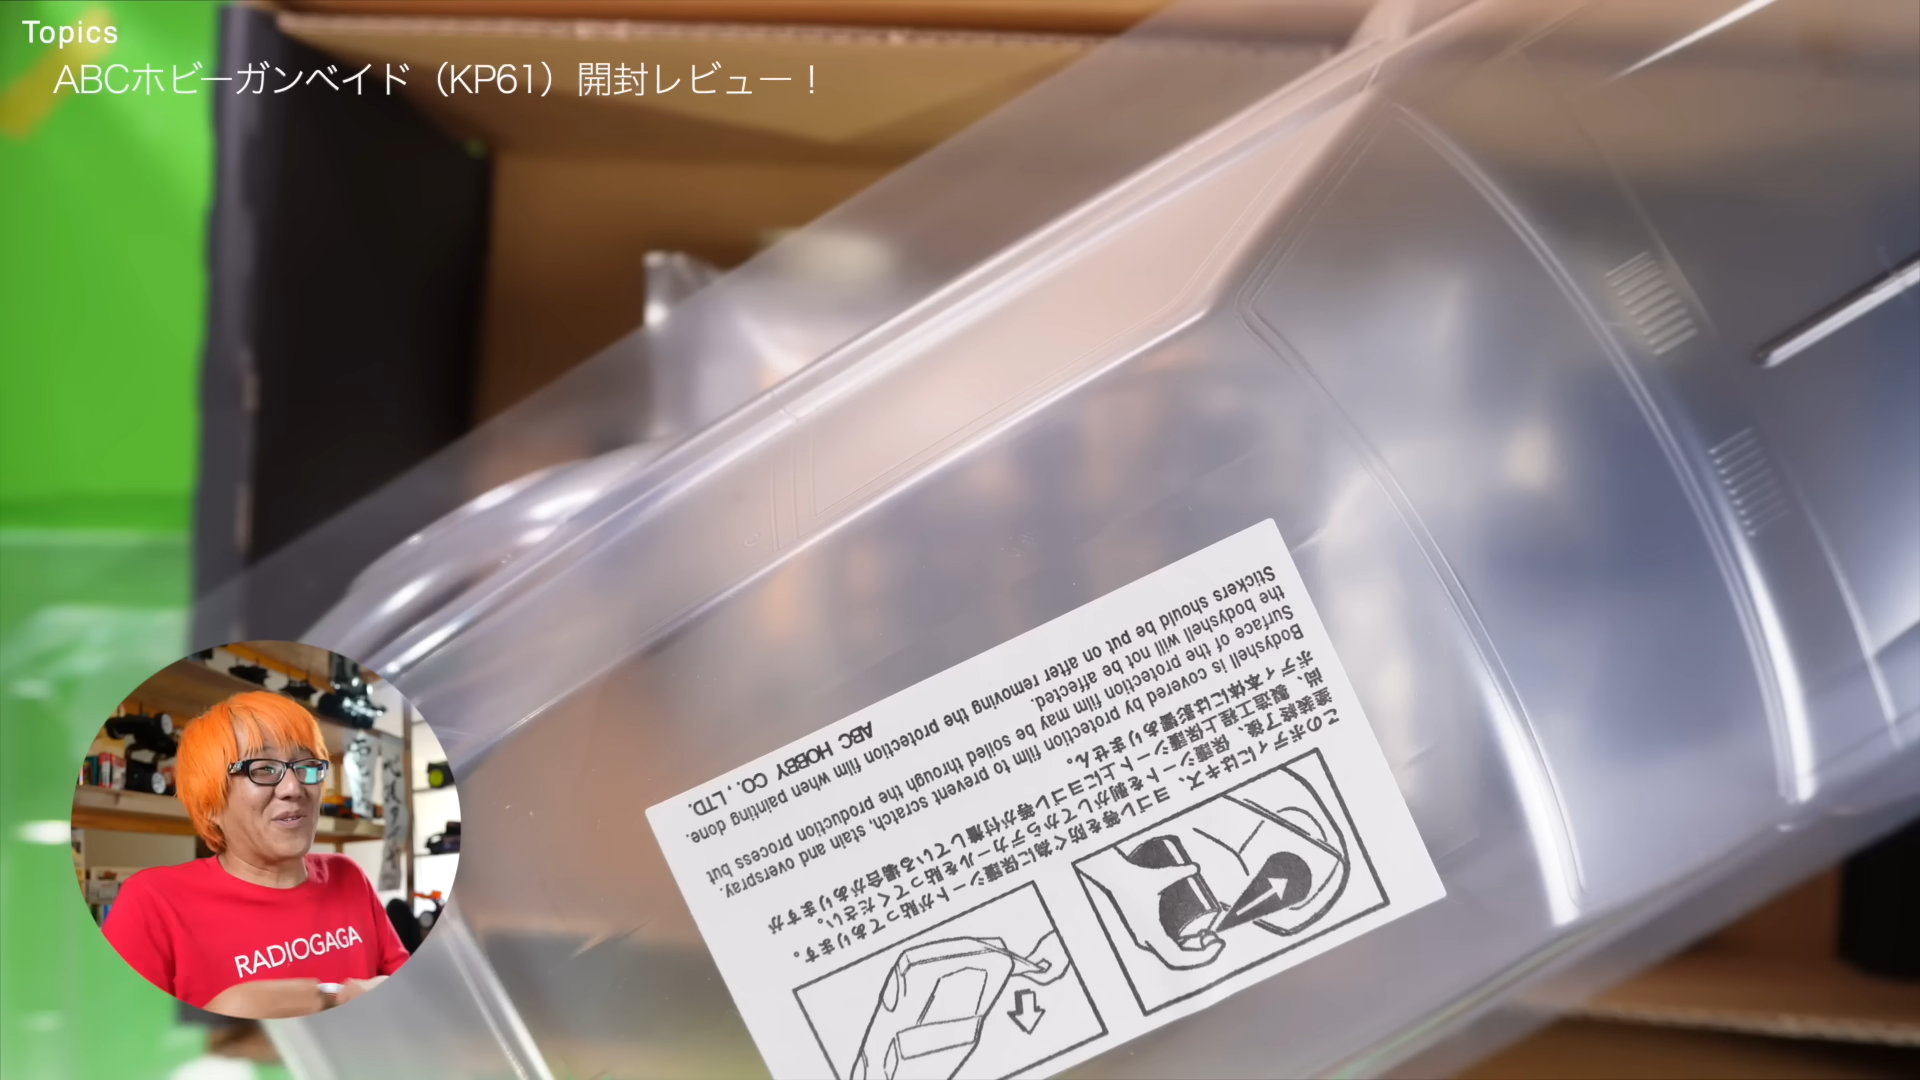 Topics
ABCホビーガンベイド（KP61）開封レビュー！
このボディにはキズ、ヨゴレ等を防ぐ為に保護シートが貼ってあります。
塗装終了後、保護シートを剥がしてからデカールを貼ってください。
尚、製造工程上保護シート上にヨゴレ等が付着している場合がありますが
ボディ本体には影響ありません。
Bodyshell is covered by protection film to prevent scratch, stain and overspray.
Surface of the protection film may be soiled through the production process but
the bodyshell will not be affected.
Stickers should be put on after removing the protection film when painting done.
ABC HOBBY CO., LTD.
RADIOGAGA